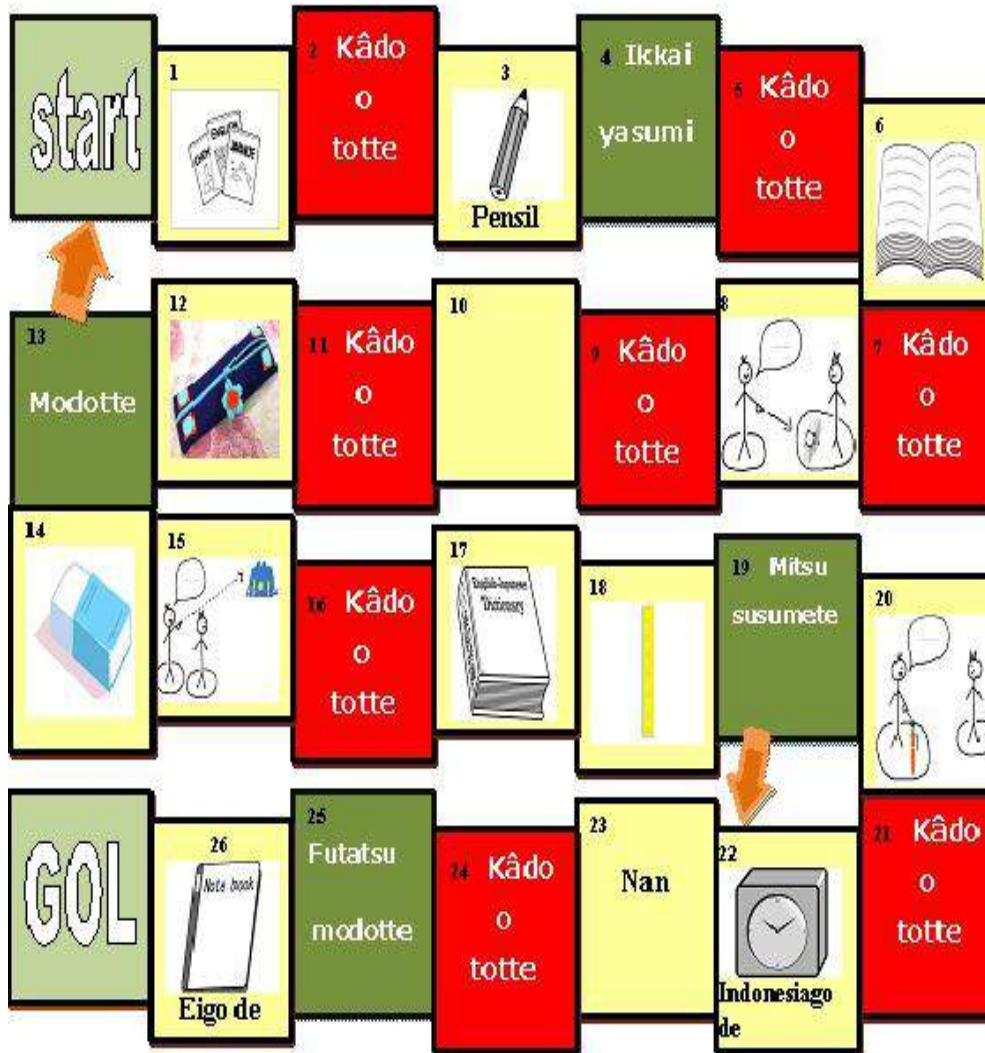 start
1
2 Kâdo
o
totte
3
Pensil
4 Ikkai
yasumi
5 Kâdo
o
totte
6
7 Kâdo
o
totte
8
9 Kâdo
o
totte
10
11 Kâdo
o
totte
12
13
Modotte
14
15
16 Kâdo
o
totte
17
English-Japanese
Dictionary
18
19 Mitsu
susumete
20
21 Kâdo
o
totte
22
Indonesiago
de
23
Nan
24 Kâdo
o
totte
25
Futatsu
modotte
26
Note book
Eigo de
GOL